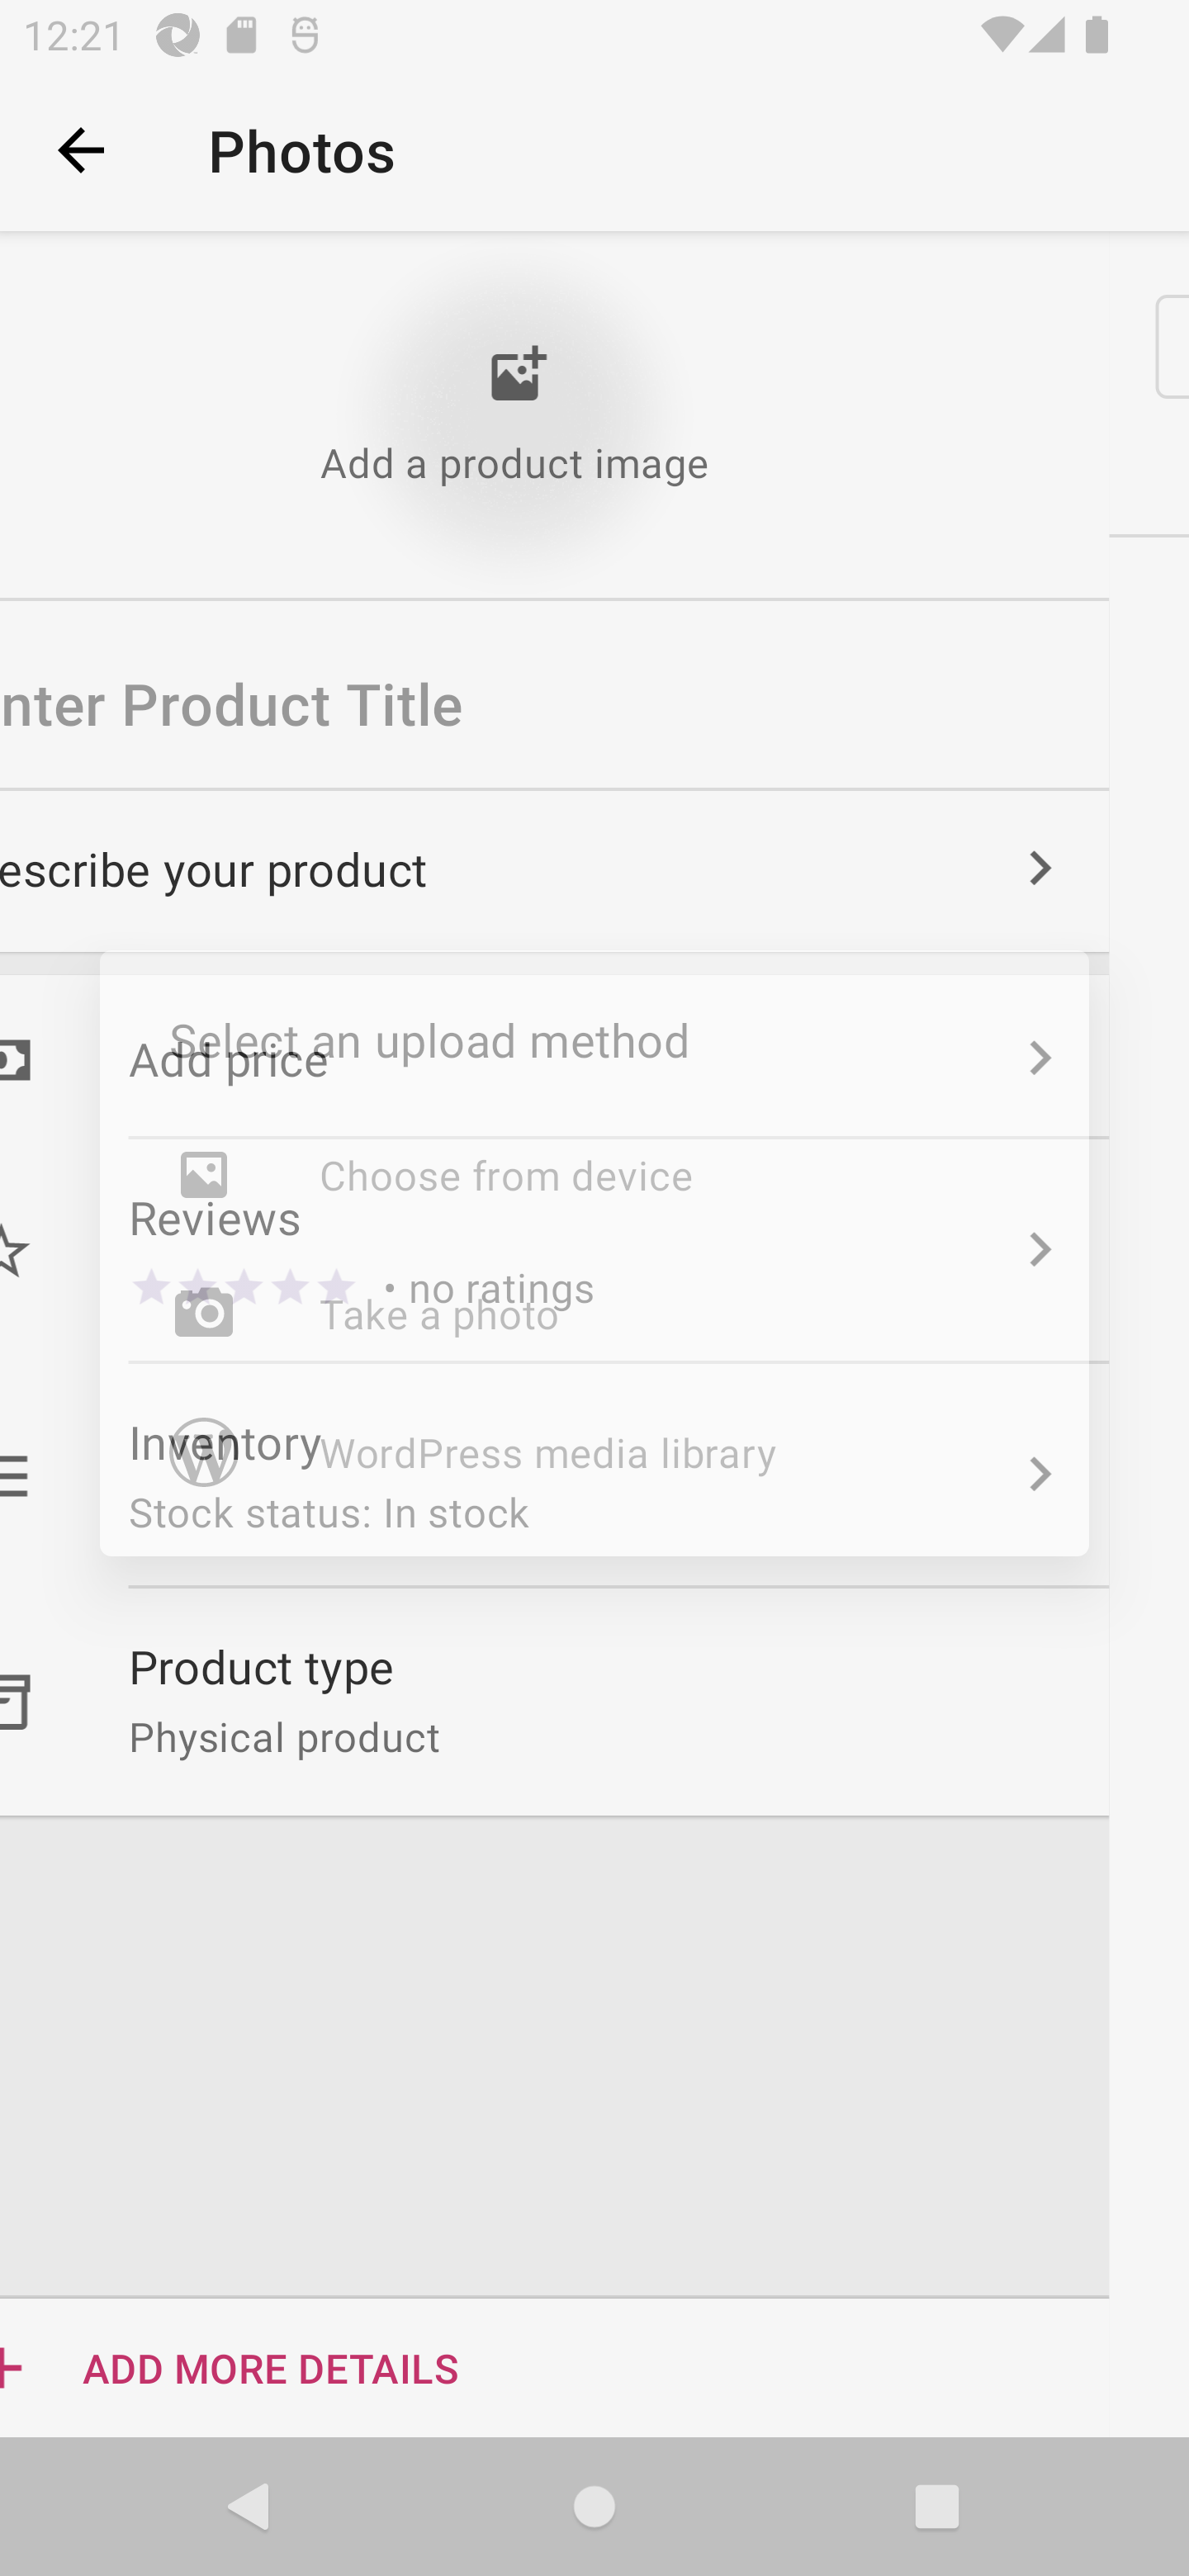 12:21
Photos
Add a product image
nter Product Title
escribe your product
Select an upload method
Add price
Choose from device
Reviews
• no ratings
Take a photo
Inventory
WordPress media library
Stock status: In stock
Product type
Physical product
ADD MORE DETAILS